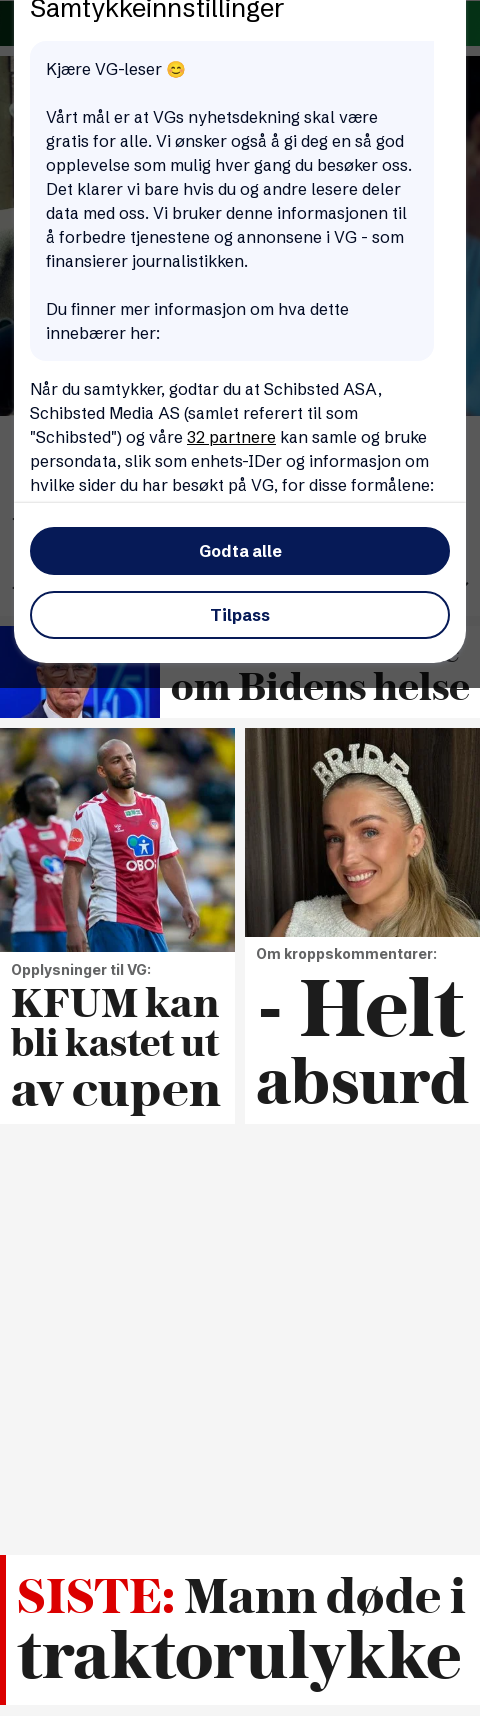 Samtykkeinnstillinger
Kjære VG-leser 😊
Vårt mål er at VGs nyhetsdekning skal være
gratis for alle. Vi ønsker også å gi deg en så god
opplevelse som mulig hver gang du besøker oss.
Det klarer vi bare hvis du og andre lesere deler
data med oss. Vi bruker denne informasjonen til
å forbedre tjenestene og annonsene i VG - som
finansierer journalistikken.
Du finner mer informasjon om hva dette
innebærer her:
Når du samtykker, godtar du at Schibsted ASA,
Schibsted Media AS (samlet referert til som
"Schibsted") og våre 32 partnere kan samle og bruke
persondata, slik som enhets-IDer og informasjon om
hvilke sider du har besøkt på VG, for disse formålene:
Godta alle
Tilpass
om Bidens helse
OBOS
BRIDE
Opplysninger til VG:
KFUM kan
bli kastet ut
av cupen
Om kroppskommentarer:
- Helt
absurd
SISTE: Mann døde i
traktorulykke